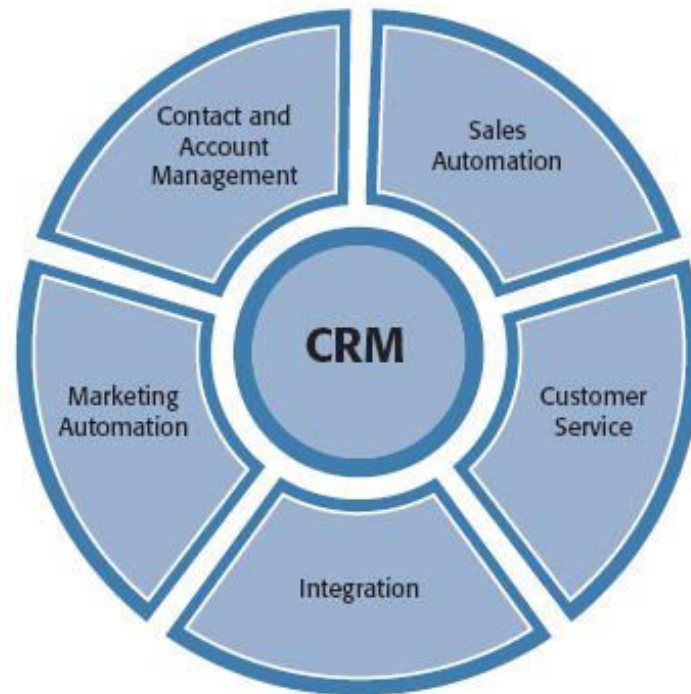 Contact and
Account
Management
Sales
Automation
CRM
Marketing
Automation
Customer
Service
Integration